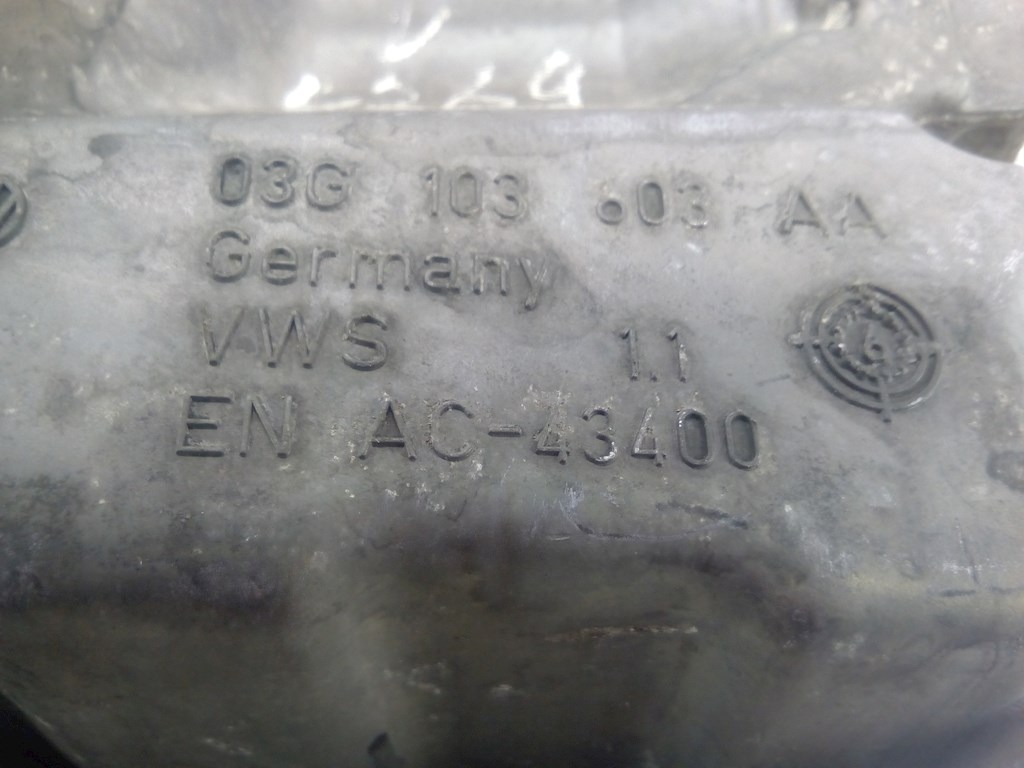 03G 103 603 AA
Germany
VWS 1.1
EN AC-43400